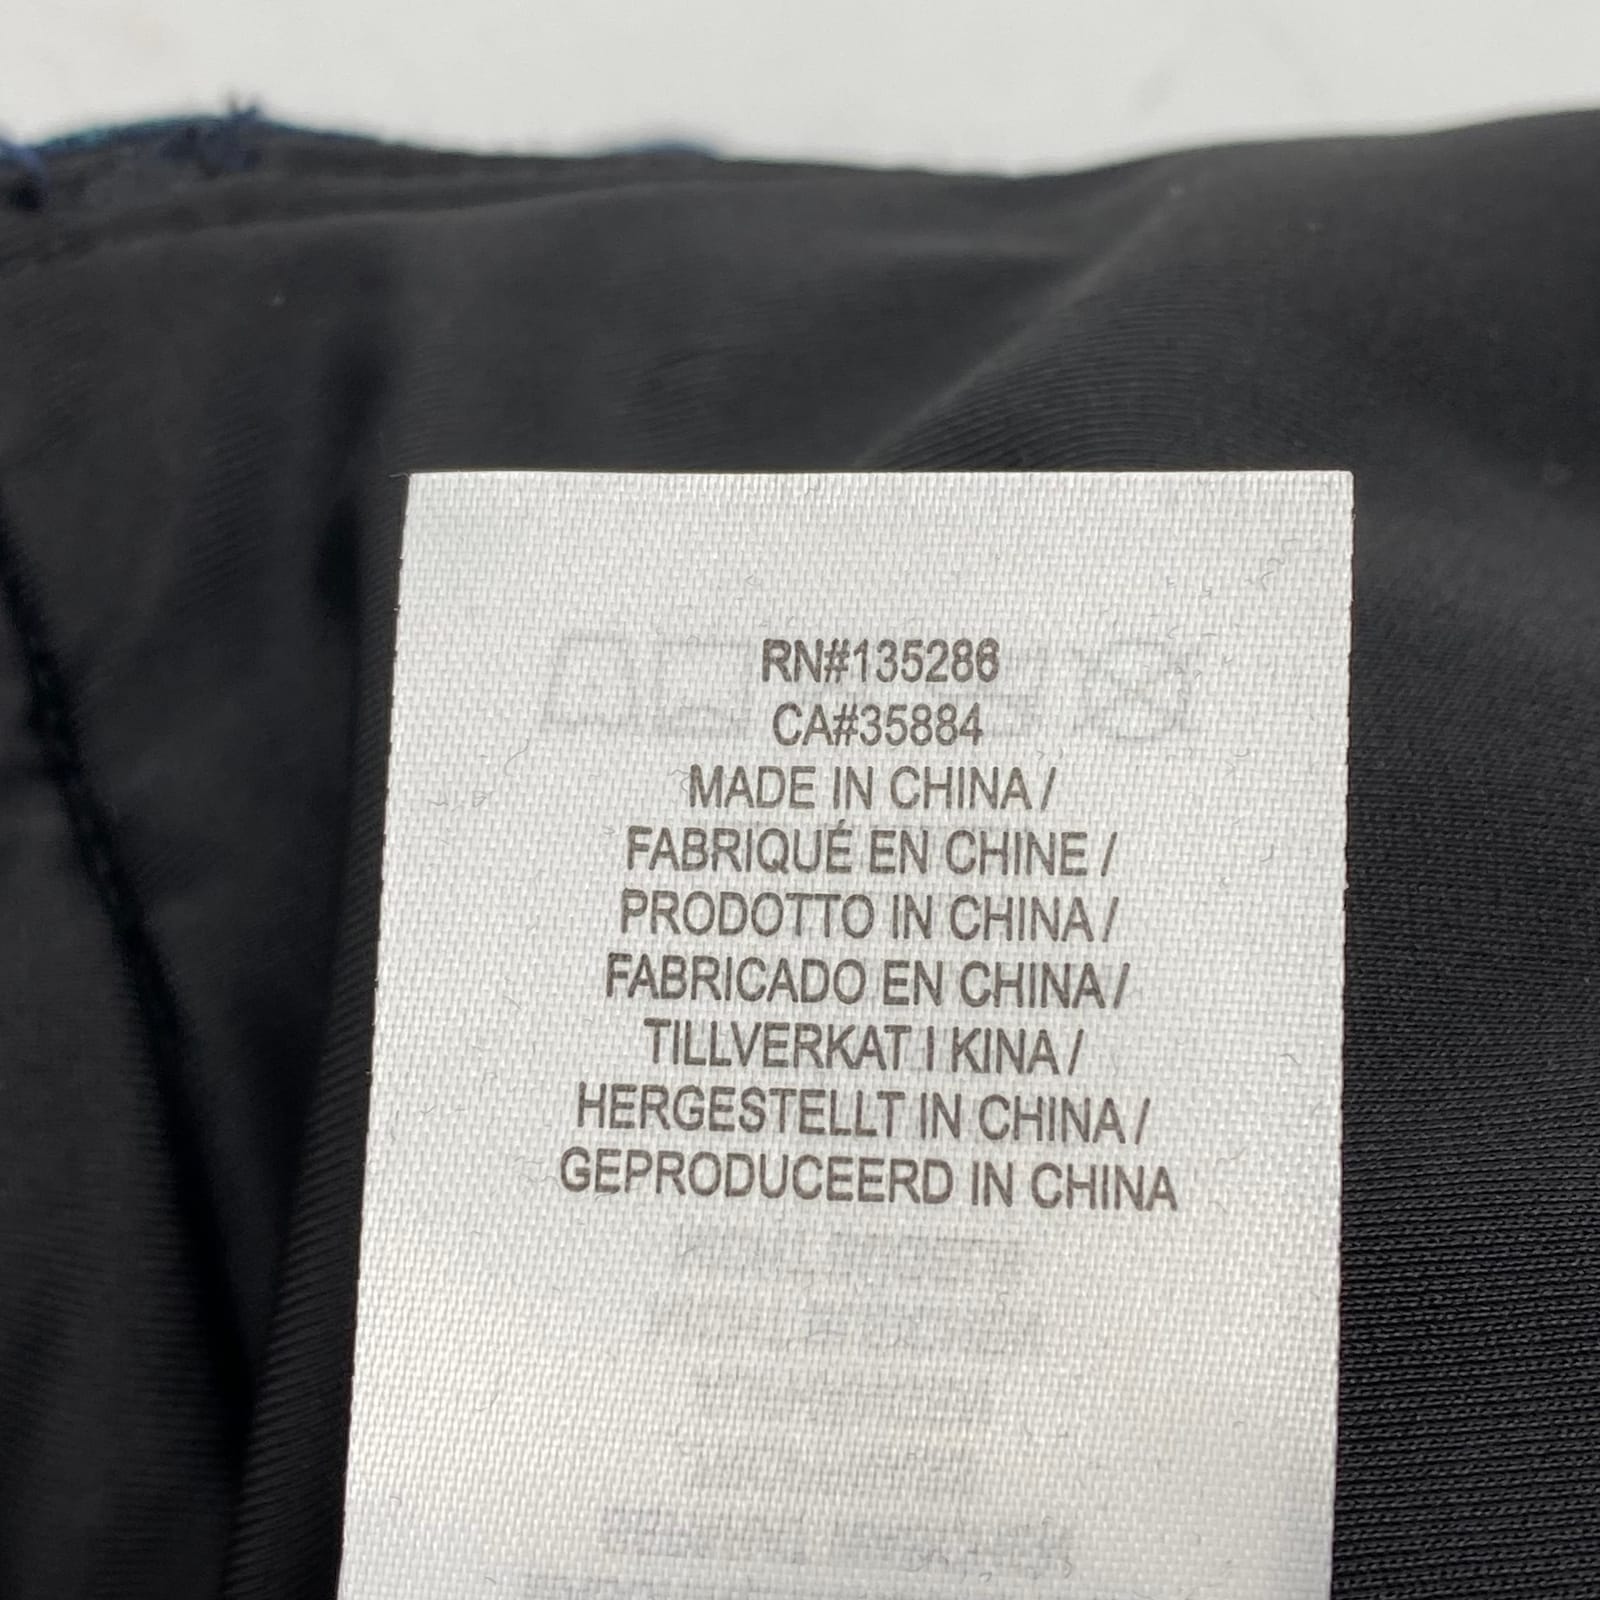 RN#135286
CA#35884
MADE IN CHINA /
FABRIQUÉ EN CHINE /
PRODOTTO IN CHINA /
FABRICADO EN CHINA /
TILLVERKAT I KINA /
HERGESTELLT IN CHINA /
GEPRODUCEERD IN CHINA